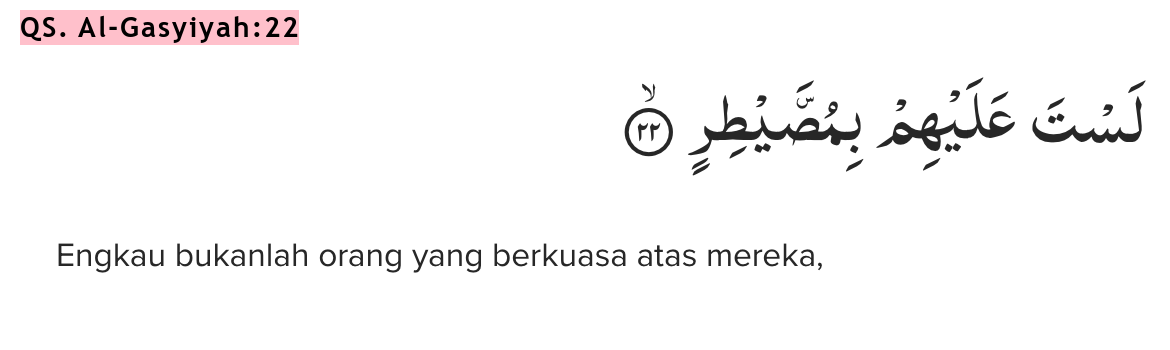 QS. Al-Gasyiyah:22
لَسْتَ عَلَيْهِمْ بِمُصَۣيْطِرٍۙ ۝٢٢
Engkau bukanlah orang yang berkuasa atas mereka,